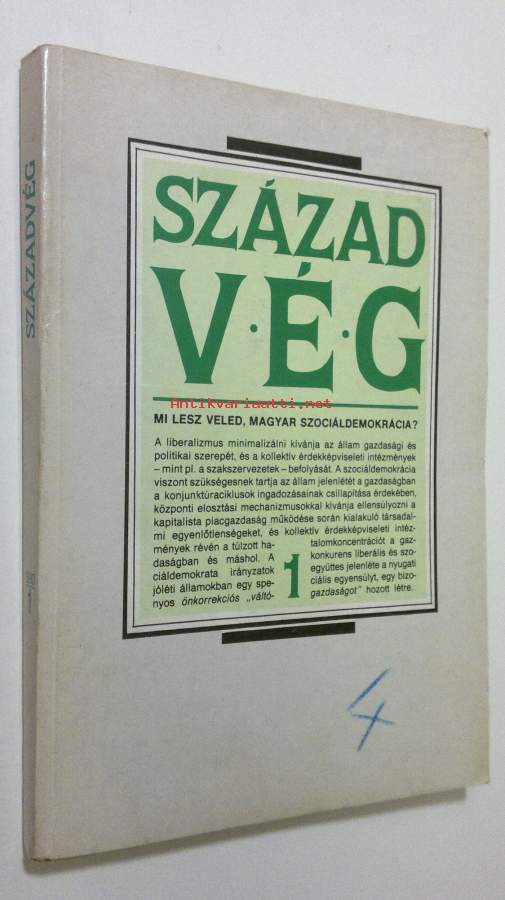 SZÁZADVÉG
1
SZÁZAD
V·É·G
Antikvariaatti.net
MI LESZ VELED, MAGYAR SZOCIÁLDEMOKRÁCIA?
A liberalizmus minimalizálni kívánja az állam gazdasági és
politikai szerepét, és a kollektív érdekképviseleti intézmények
– mint pl. a szakszervezetek – befolyását. A szociáldemokrácia
viszont szükségesnek tartja az állam jelenlétét a gazdaságban
a konjunktúraciklusok ingadozásainak csillapítása érdekében,
központi elosztási mechanizmusokkal kívánja ellensúlyozni a
kapitalista piacgazdaság működése során kialakuló társadal-
mi egyenlőtlenségeket, és kollektív érdekképviseleti intéz-
mények révén a túlzott ha- talomkoncentrációt a gaz-
daságban és máshol. A konkurens liberális és szo-
ciáldemokrata irányzatok együttes jelenléte a nyugati
jóléti államokban egy spe- ciális egyensúlyt, egy bizo-
nyos önkorrekciós „váltó- gazdaságot” hozott létre.
1
4